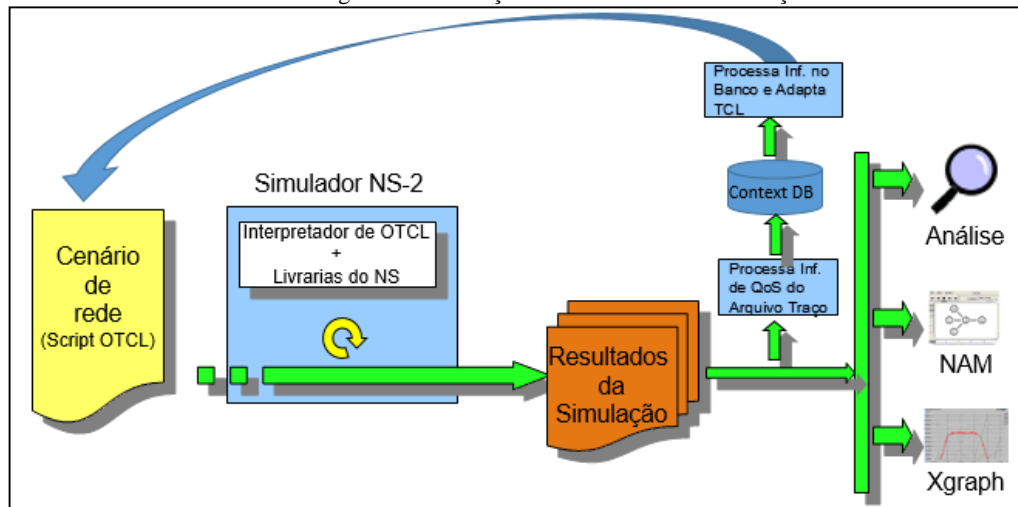 Processa Inf. no
Banco e Adapta
TCL
Simulador NS-2
Interpretador de OTCL
+
Livrarias do NS
Context DB
Cenário
de
rede
(Script OTCL)
Processa Inf.
de QoS do
Arquivo Traço
Resultados
da
Simulação
Análise
NAM
Xgraph